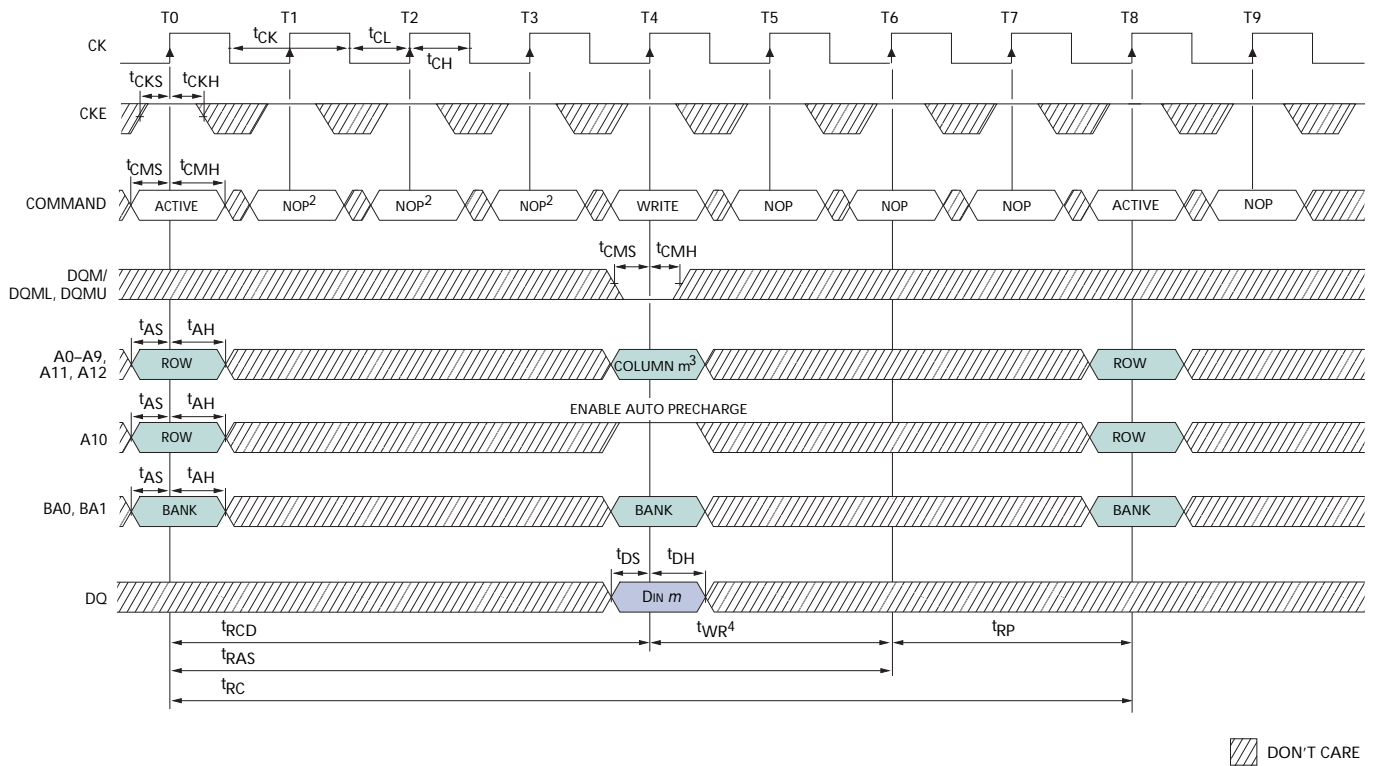 T0 T1 T2 T3 T4 T5 T6 T7 T8 T9
CK tCK tCL tCH
tCKS tCKH
CKE
tCMS tCMH
COMMAND ACTIVE NOP2 NOP2 NOP2 WRITE NOP NOP NOP ACTIVE NOP
tCMS tCMH
DQM/
DQML, DQMU
tAS tAH
A0–A9,
A11, A12
ROW COLUMN m3 ROW
tAS tAH
ENABLE AUTO PRECHARGE
A10 ROW ROW
tAS tAH
BA0, BA1 BANK BANK BANK
tDS tDH
DQ DIN m
tRCD tWR4 tRP
tRAS
tRC
DON'T CARE